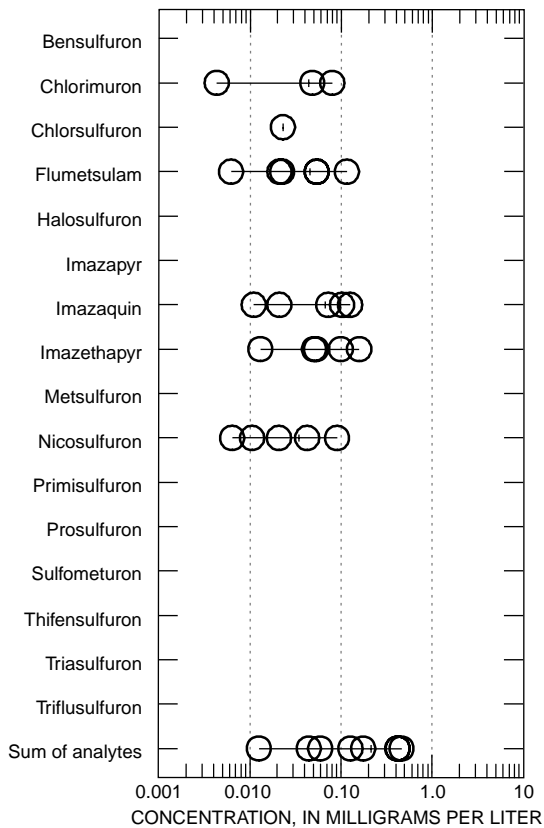 Bensulfuron
Chlorimuron
Chlorsulfuron
Flumetsulam
Halosulfuron
Imazapyr
Imazaquin
Imazethapyr
Metsulfuron
Nicosulfuron
Primisulfuron
Prosulfuron
Sulfometuron
Thifensulfuron
Triasulfuron
Triflusulfuron
Sum of analytes
0.001 0.010 0.10 1.0 10
CONCENTRATION, IN MILLIGRAMS PER LITER